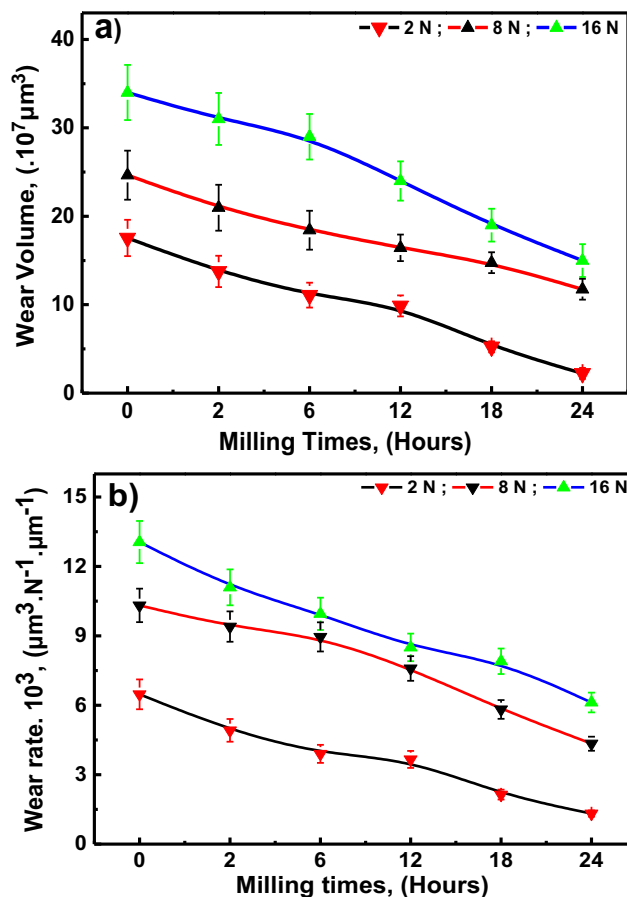 a)
2 N ; 8 N ; 16 N
40
30
20
10
0
Wear Volume, (.10⁷µm³)
0 2 6 12 18 24
Milling Times, (Hours)
b)
2 N ; 8 N ; 16 N
15
12
9
6
3
0
Wear rate. 10³, (µm³.N⁻¹.µm⁻¹)
0 2 6 12 18 24
Milling times, (Hours)